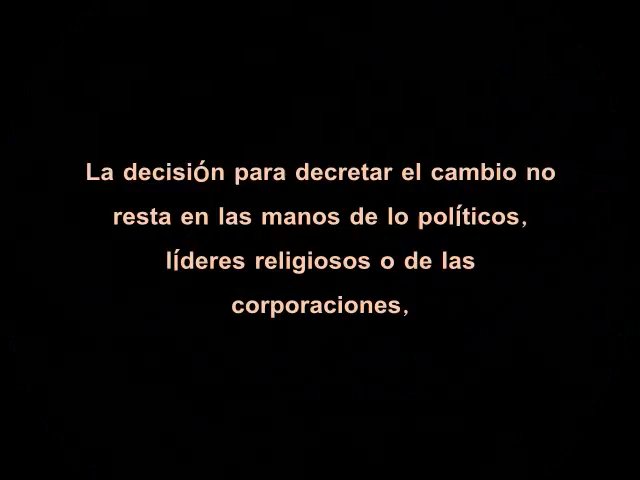 La decisión para decretar el cambio no
resta en las manos de lo políticos,
líderes religiosos o de las
corporaciones,